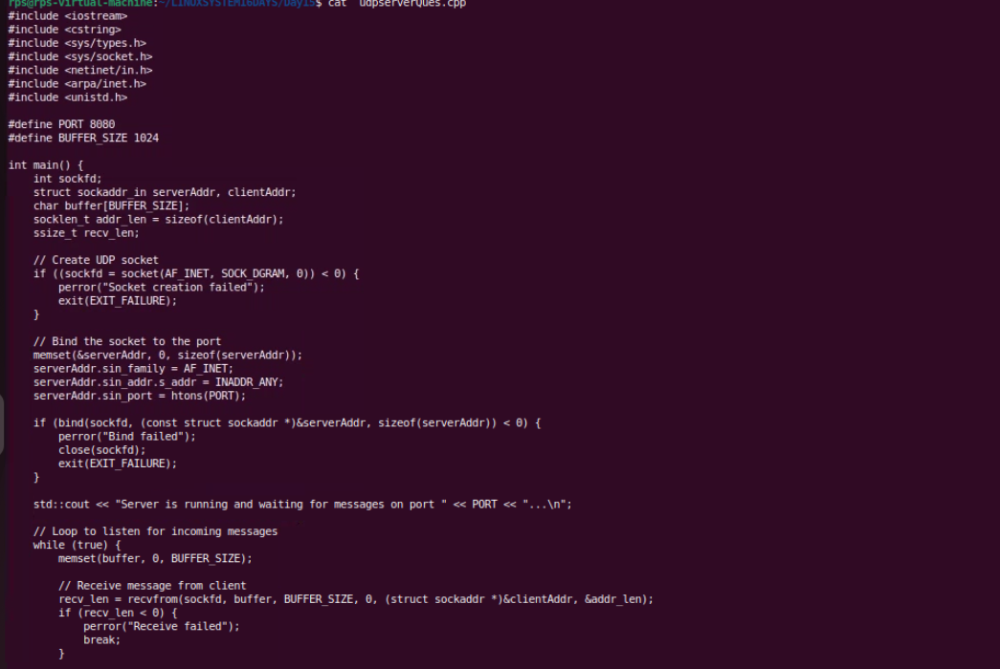 rps@rps-virtual-machine:~/LINUXSYSTEM16DAYS/Day15$ cat  udpserverQues.cpp
#include <iostream>
#include <cstring>
#include <sys/types.h>
#include <sys/socket.h>
#include <netinet/in.h>
#include <arpa/inet.h>
#include <unistd.h>

#define PORT 8080
#define BUFFER_SIZE 1024

int main() {
    int sockfd;
    struct sockaddr_in serverAddr, clientAddr;
    char buffer[BUFFER_SIZE];
    socklen_t addr_len = sizeof(clientAddr);
    ssize_t recv_len;

    // Create UDP socket
    if ((sockfd = socket(AF_INET, SOCK_DGRAM, 0)) < 0) {
        perror("Socket creation failed");
        exit(EXIT_FAILURE);
    }

    // Bind the socket to the port
    memset(&serverAddr, 0, sizeof(serverAddr));
    serverAddr.sin_family = AF_INET;
    serverAddr.sin_addr.s_addr = INADDR_ANY;
    serverAddr.sin_port = htons(PORT);

    if (bind(sockfd, (const struct sockaddr *)&serverAddr, sizeof(serverAddr)) < 0) {
        perror("Bind failed");
        close(sockfd);
        exit(EXIT_FAILURE);
    }

    std::cout << "Server is running and waiting for messages on port " << PORT << "...\n";

    // Loop to listen for incoming messages
    while (true) {
        memset(buffer, 0, BUFFER_SIZE);

        // Receive message from client
        recv_len = recvfrom(sockfd, buffer, BUFFER_SIZE, 0, (struct sockaddr *)&clientAddr, &addr_len);
        if (recv_len < 0) {
            perror("Receive failed");
            break;
        }